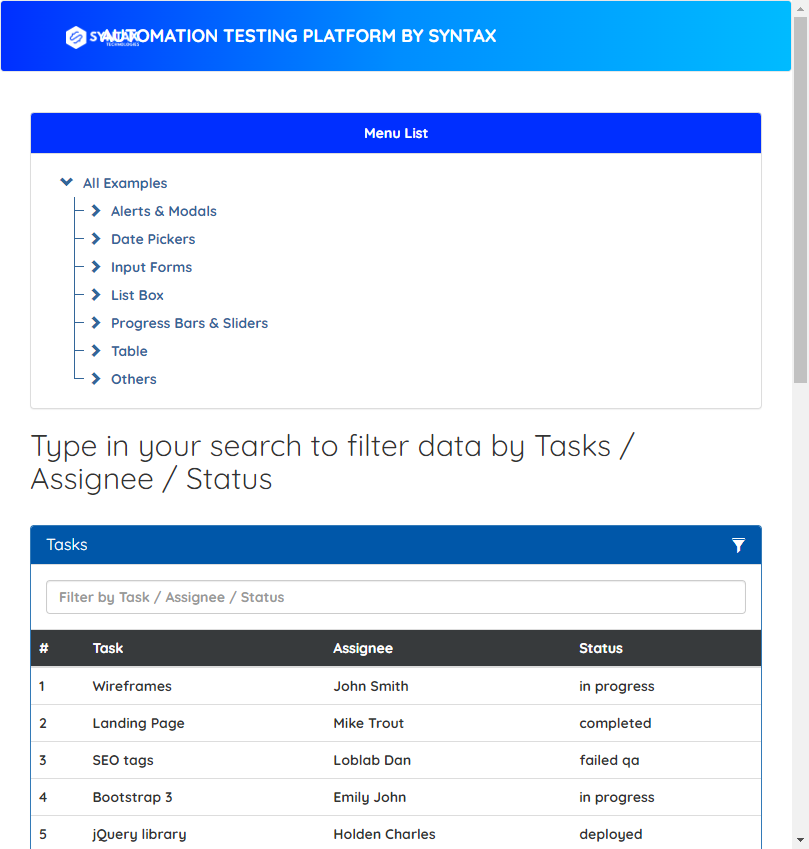 AUTOMATION TESTING PLATFORM BY SYNTAX
TECHNOLOGIES
Menu List
All Examples
Alerts & Modals
Date Pickers
Input Forms
List Box
Progress Bars & Sliders
Table
Others
Type in your search to filter data by Tasks /
Assignee / Status
Tasks
Filter by Task / Assignee / Status
# Task Assignee Status
1 Wireframes John Smith in progress
2 Landing Page Mike Trout completed
3 SEO tags Loblab Dan failed qa
4 Bootstrap 3 Emily John in progress
5 jQuery library Holden Charles deployed